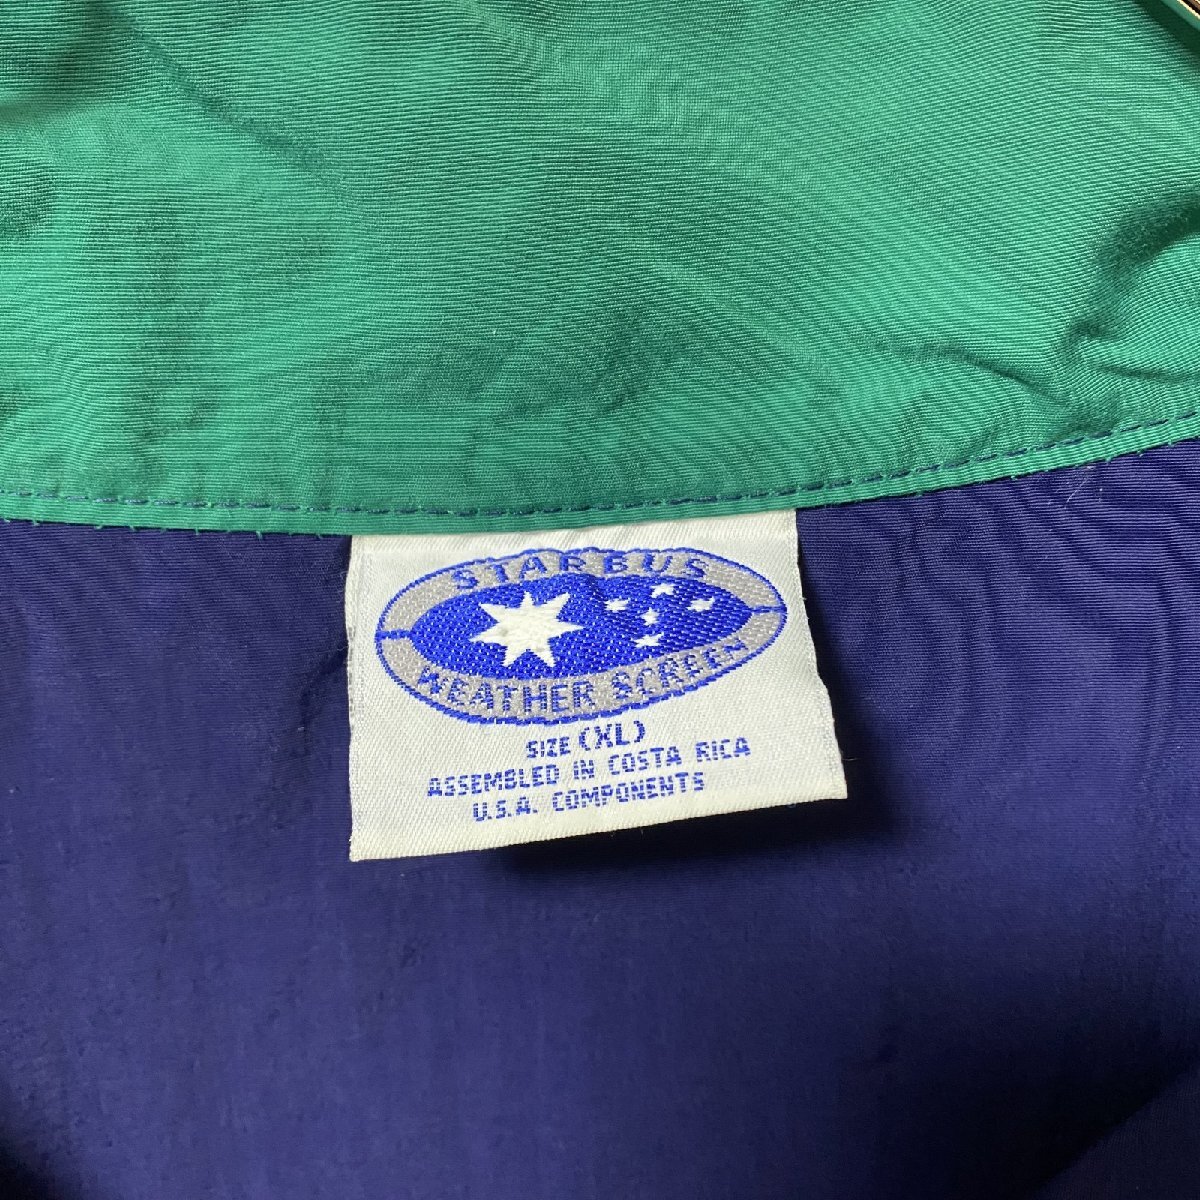 STARBUS
WEATHER SCREEN
SIZE (XL)
ASSEMBLED IN COSTA RICA
U.S.A. COMPONENTS